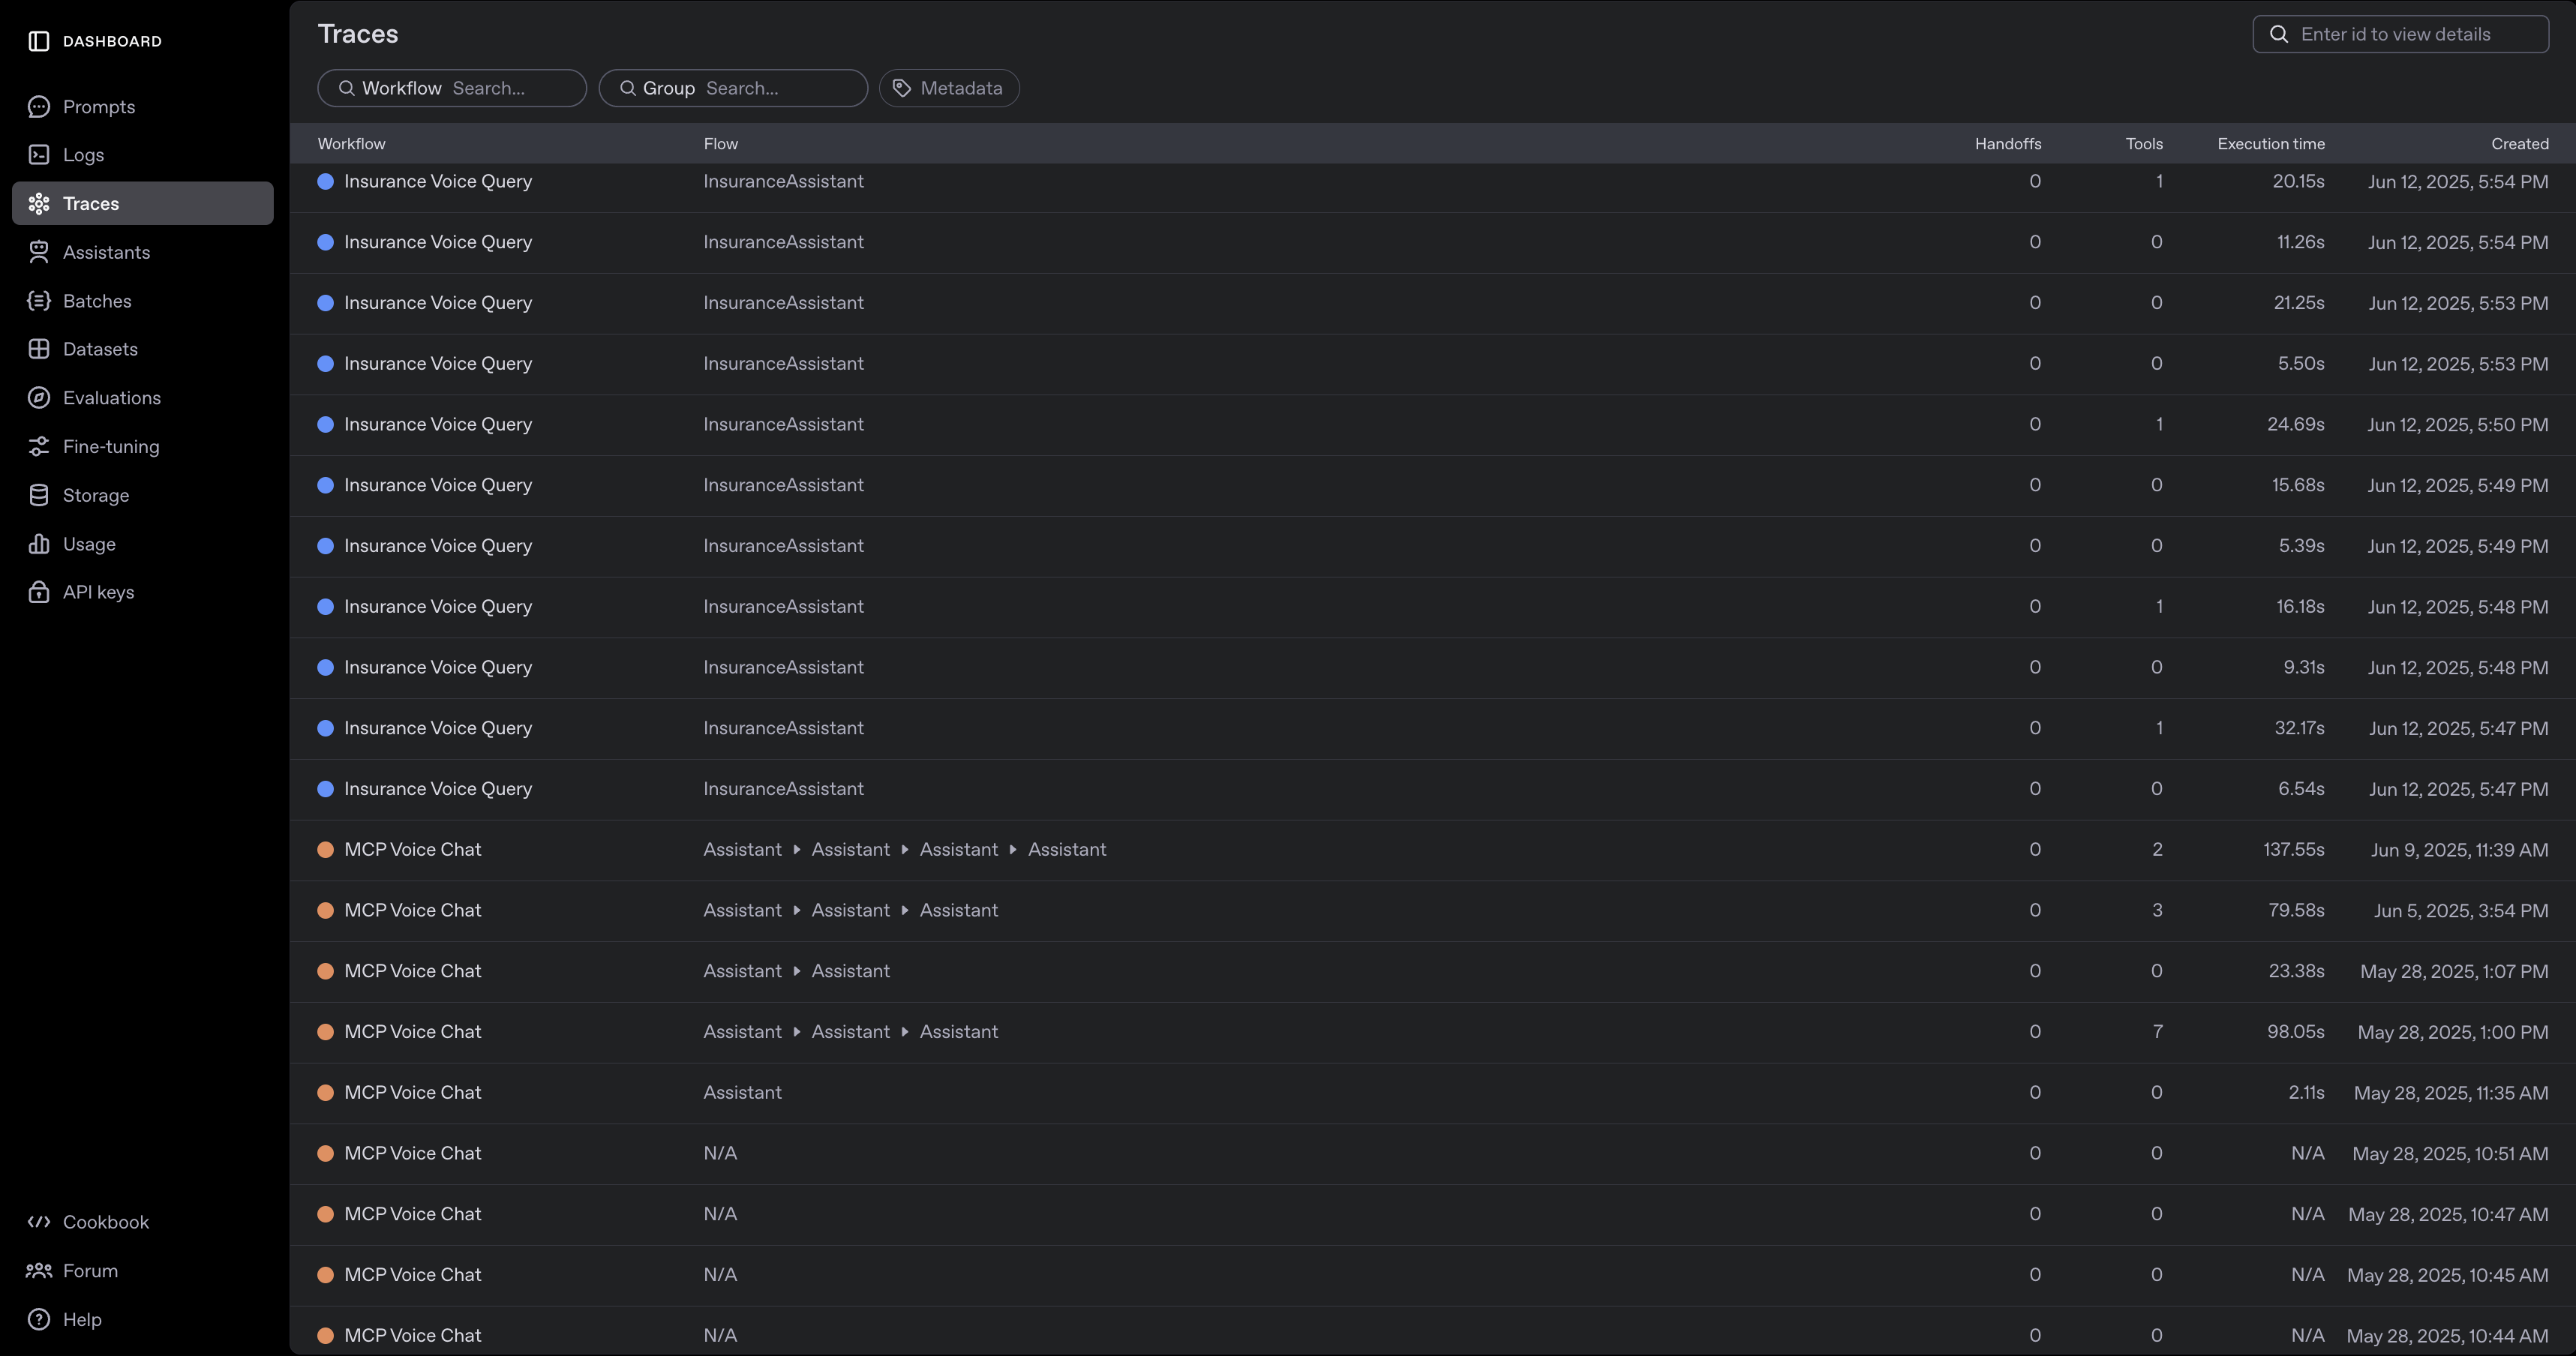 DASHBOARD
Prompts
Logs
Traces
Assistants
Batches
Datasets
Evaluations
Fine-tuning
Storage
Usage
API keys
Cookbook
Forum
Help
Traces
Enter id to view details
Workflow Search... Group Search... Metadata
Workflow Flow Handoffs Tools Execution time Created
Insurance Voice Query InsuranceAssistant 0 1 20.15s Jun 12, 2025, 5:54 PM
Insurance Voice Query InsuranceAssistant 0 0 11.26s Jun 12, 2025, 5:54 PM
Insurance Voice Query InsuranceAssistant 0 0 21.25s Jun 12, 2025, 5:53 PM
Insurance Voice Query InsuranceAssistant 0 0 5.50s Jun 12, 2025, 5:53 PM
Insurance Voice Query InsuranceAssistant 0 1 24.69s Jun 12, 2025, 5:50 PM
Insurance Voice Query InsuranceAssistant 0 0 15.68s Jun 12, 2025, 5:49 PM
Insurance Voice Query InsuranceAssistant 0 0 5.39s Jun 12, 2025, 5:49 PM
Insurance Voice Query InsuranceAssistant 0 1 16.18s Jun 12, 2025, 5:48 PM
Insurance Voice Query InsuranceAssistant 0 0 9.31s Jun 12, 2025, 5:48 PM
Insurance Voice Query InsuranceAssistant 0 1 32.17s Jun 12, 2025, 5:47 PM
Insurance Voice Query InsuranceAssistant 0 0 6.54s Jun 12, 2025, 5:47 PM
MCP Voice Chat Assistant Assistant Assistant Assistant 0 2 137.55s Jun 9, 2025, 11:39 AM
MCP Voice Chat Assistant Assistant Assistant 0 3 79.58s Jun 5, 2025, 3:54 PM
MCP Voice Chat Assistant Assistant 0 0 23.38s May 28, 2025, 1:07 PM
MCP Voice Chat Assistant Assistant Assistant 0 7 98.05s May 28, 2025, 1:00 PM
MCP Voice Chat Assistant 0 0 2.11s May 28, 2025, 11:35 AM
MCP Voice Chat N/A 0 0 N/A May 28, 2025, 10:51 AM
MCP Voice Chat N/A 0 0 N/A May 28, 2025, 10:47 AM
MCP Voice Chat N/A 0 0 N/A May 28, 2025, 10:45 AM
MCP Voice Chat N/A 0 0 N/A May 28, 2025, 10:44 AM